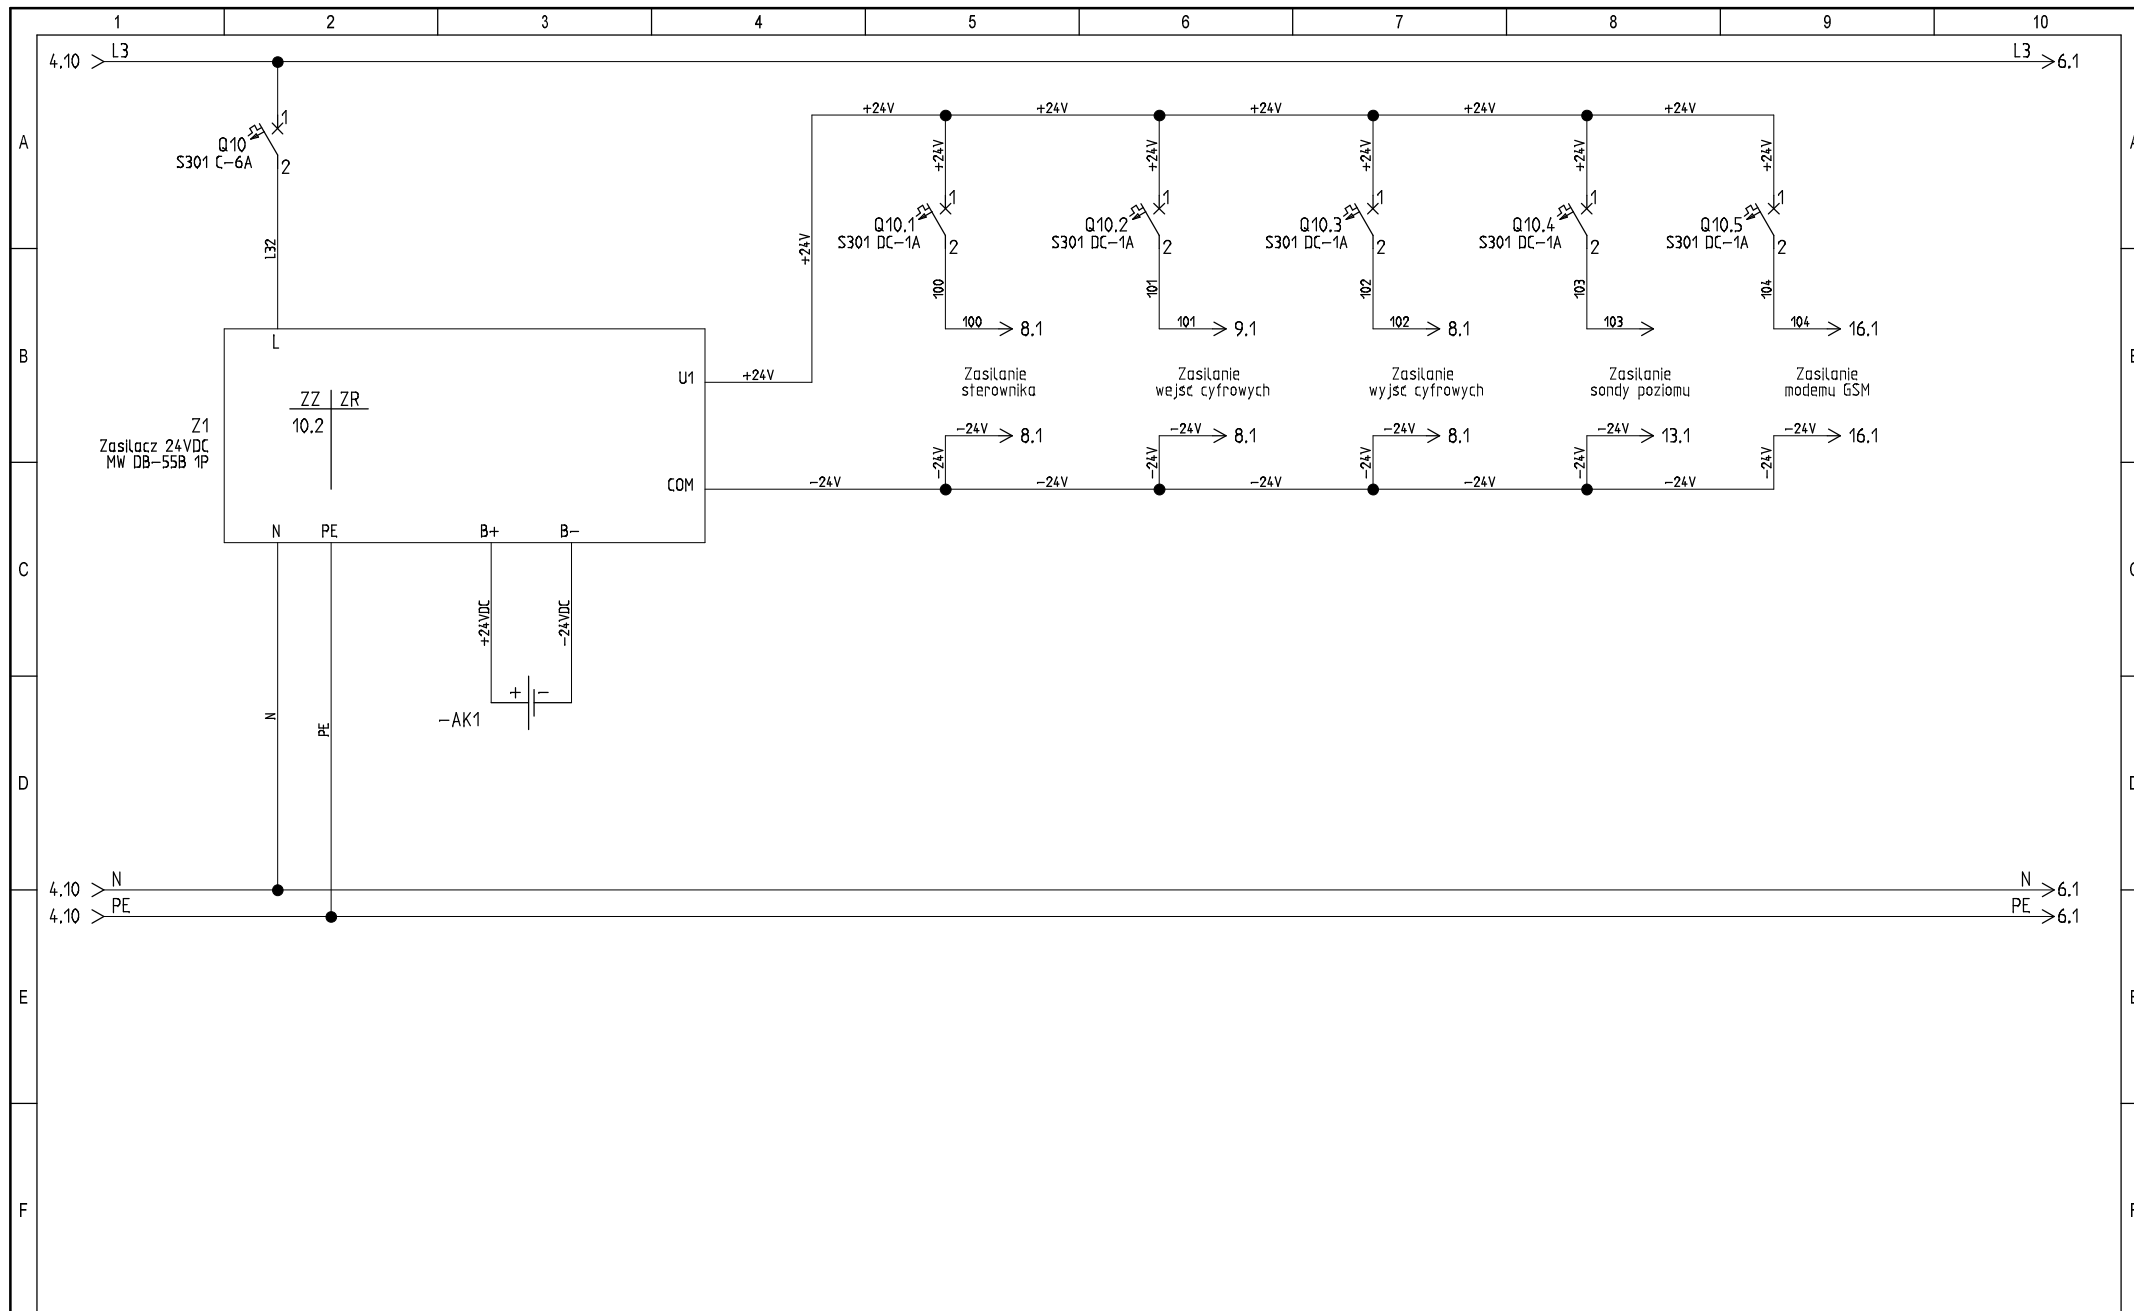 1 2 3 4 5 6 7 8 9 10
4.10 L3 L3 6.1
+24V +24V +24V +24V +24V
A A
1 +24V +24V +24V +24V +24V
Q10
S301 C-6A
2
1 1 1 1 1
Q10.1 Q10.2 Q10.3 Q10.4 Q10.5
S301 DC-1A S301 DC-1A S301 DC-1A S301 DC-1A S301 DC-1A
2 2 2 2 2
L32 +24V
100 101 102 103 104
100 8.1 101 9.1 102 8.1 103 104 16.1
L
B
U1 +24V
Zasilanie Zasilanie Zasilanie Zasilanie Zasilanie
sterownika wejść cyfrowych wyjść cyfrowych sondy poziomu modemu GSM
ZZ ZR
10.2
Z1
Zasilacz 24VDC
MW DB-55B 1P
-24V 8.1 -24V 8.1 -24V 8.1 -24V 13.1 -24V 16.1
-24V -24V -24V -24V -24V
COM -24V -24V -24V -24V -24V
N PE B+ B-
C
+24VDC -24VDC
+ -
-AK1
N PE
D
4.10 N N 6.1
4.10 PE PE 6.1
E
F